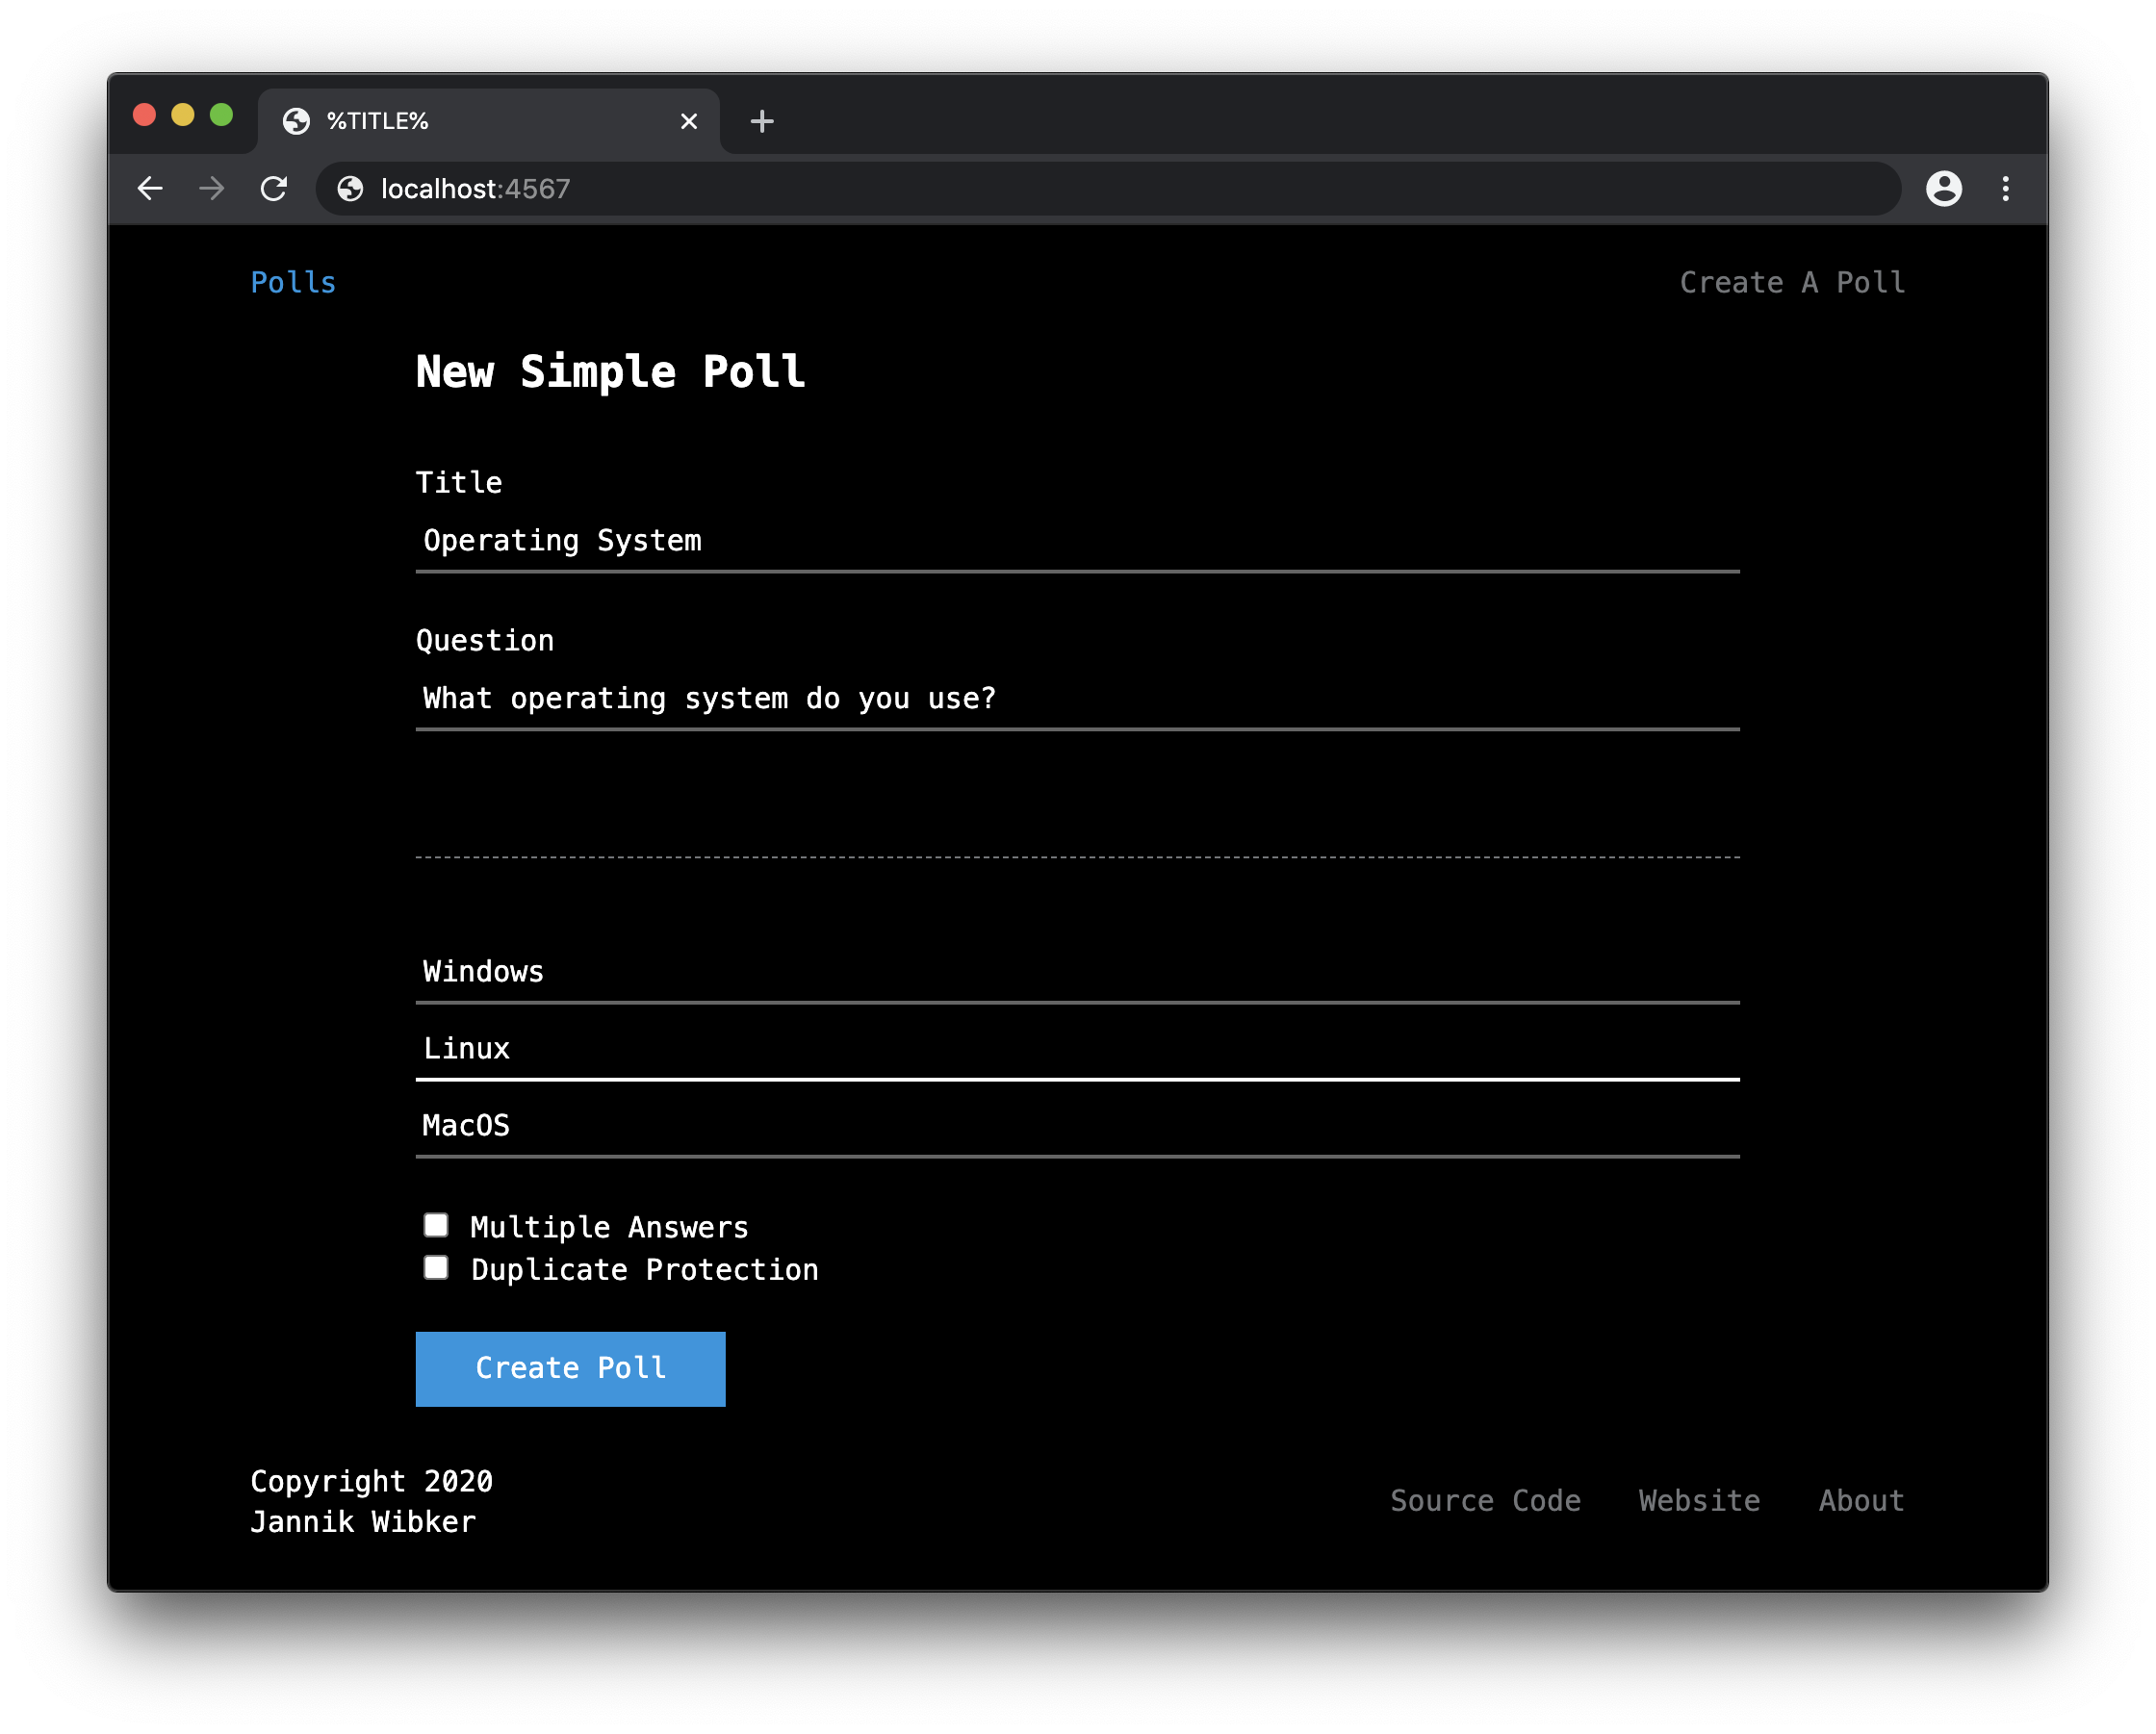 %TITLE%
localhost:4567
Polls Create A Poll
New Simple Poll
Title
Operating System
Question
What operating system do you use?
Windows
Linux
MacOS
Multiple Answers
Duplicate Protection
Create Poll
Copyright 2020
Jannik Wibker
Source Code Website About